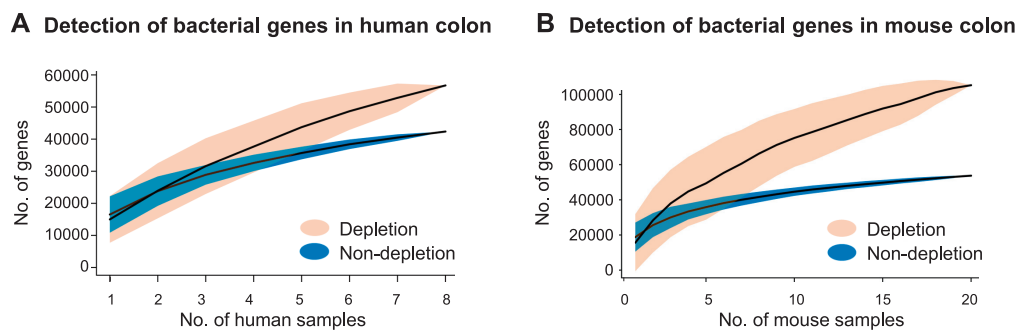 A Detection of bacterial genes in human colon
No. of genes
60000
50000
40000
30000
20000
10000
0
Depletion
Non-depletion
1 2 3 4 5 6 7 8
No. of human samples
B Detection of bacterial genes in mouse colon
No. of genes
100000
80000
60000
40000
20000
0
Depletion
Non-depletion
0 5 10 15 20
No. of mouse samples